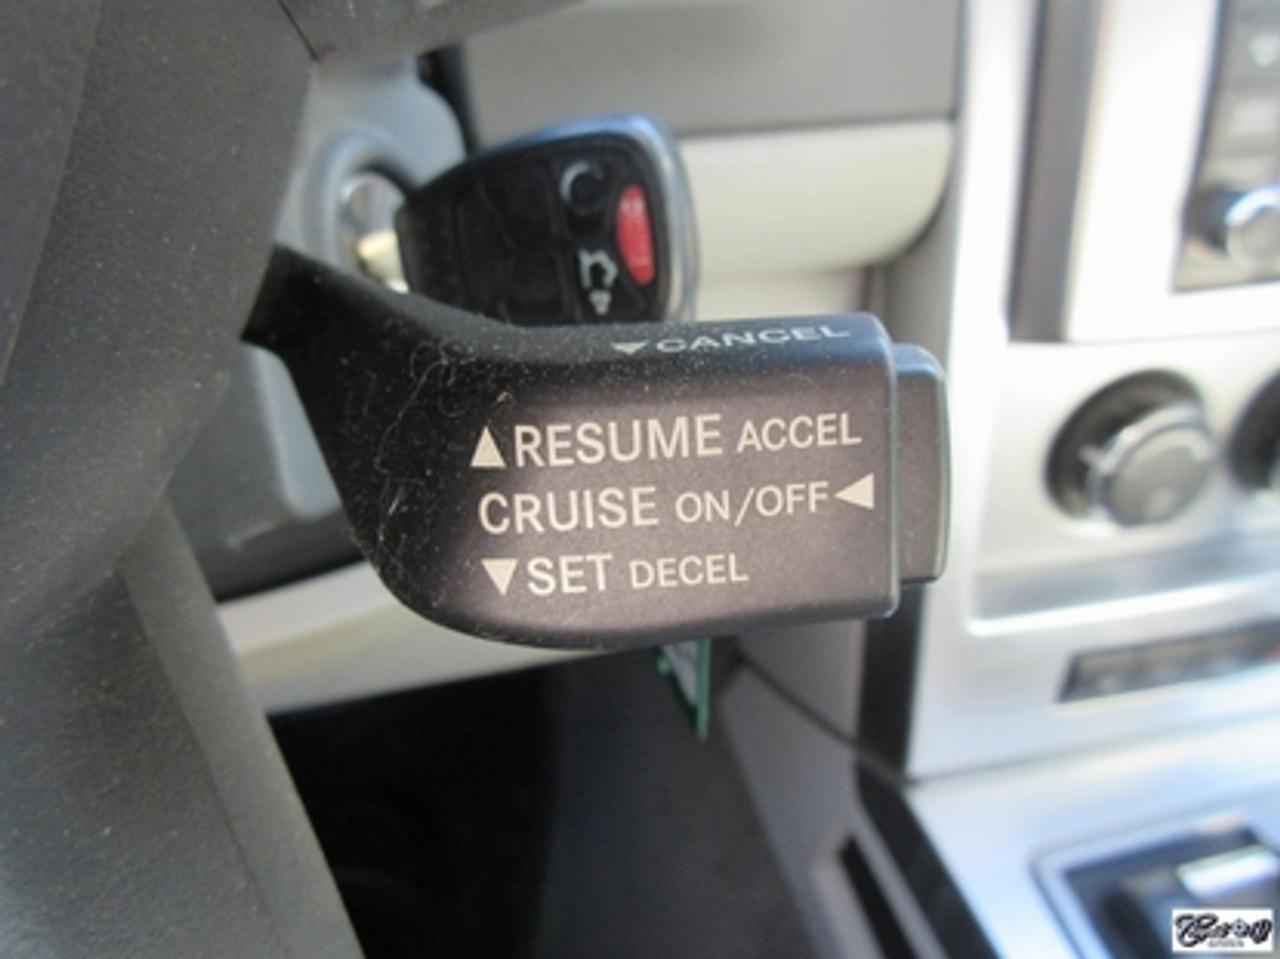 ▼CANCEL
▲RESUME ACCEL
CRUISE ON/OFF◀
▼SET DECEL